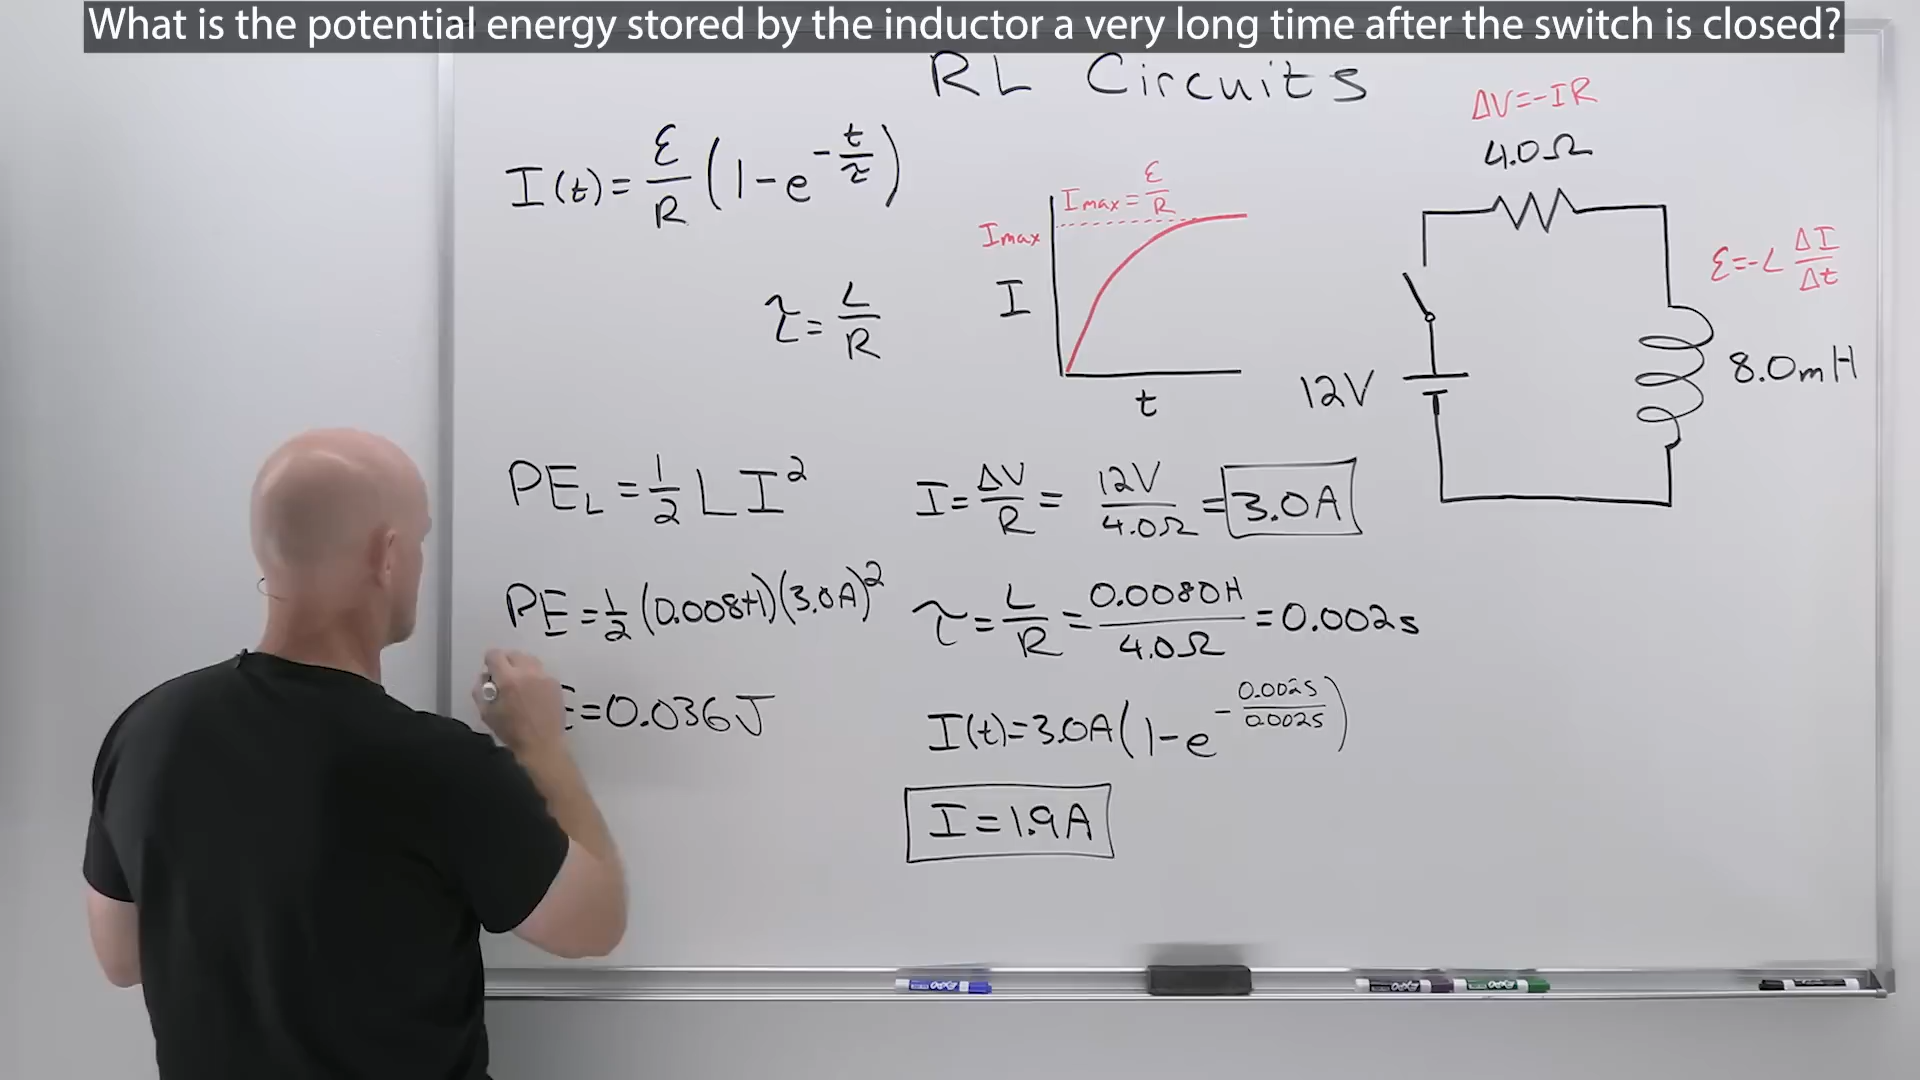 What is the potential energy stored by the inductor a very long time after the switch is closed?
RL Circuits
I(t) = ℰ/R (1-e^(-t/τ))
τ = L/R
Imax = ℰ/R
Imax
I
t
ΔV=-IR
4.0Ω
ℰ=-L ΔI/Δt
12V
8.0mH
PE_L = 1/2 L I²
PE = 1/2 (0.008H)(3.0A)²
E=0.036J
I = ΔV/R = 12V/4.0Ω = 3.0A
τ = L/R = 0.0080H/4.0Ω = 0.002s
I(t)=3.0A(1-e^(-0.002s/0.002s))
I=1.9A